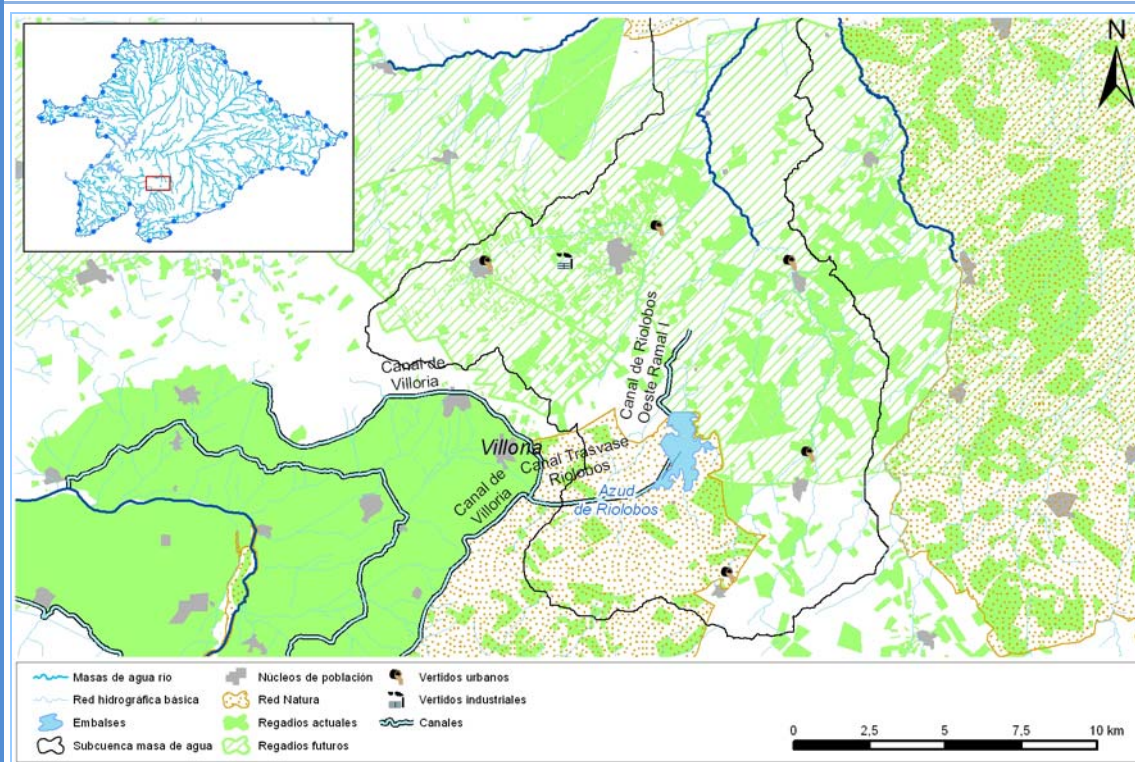 N
Canal de
Villoria
Canal de Riolobos
Oeste Ramal I
Villoria
Canal Trasvase
Riolobos
Canal de
Villoria
Azud
de Riolobos
Masas de agua río
Red hidrográfica básica
Embalses
Subcuenca masa de agua
Núcleos de población
Red Natura
Regadíos actuales
Regadíos futuros
Vertidos urbanos
Vertidos industriales
Canales
0 2,5 5 7,5 10 km